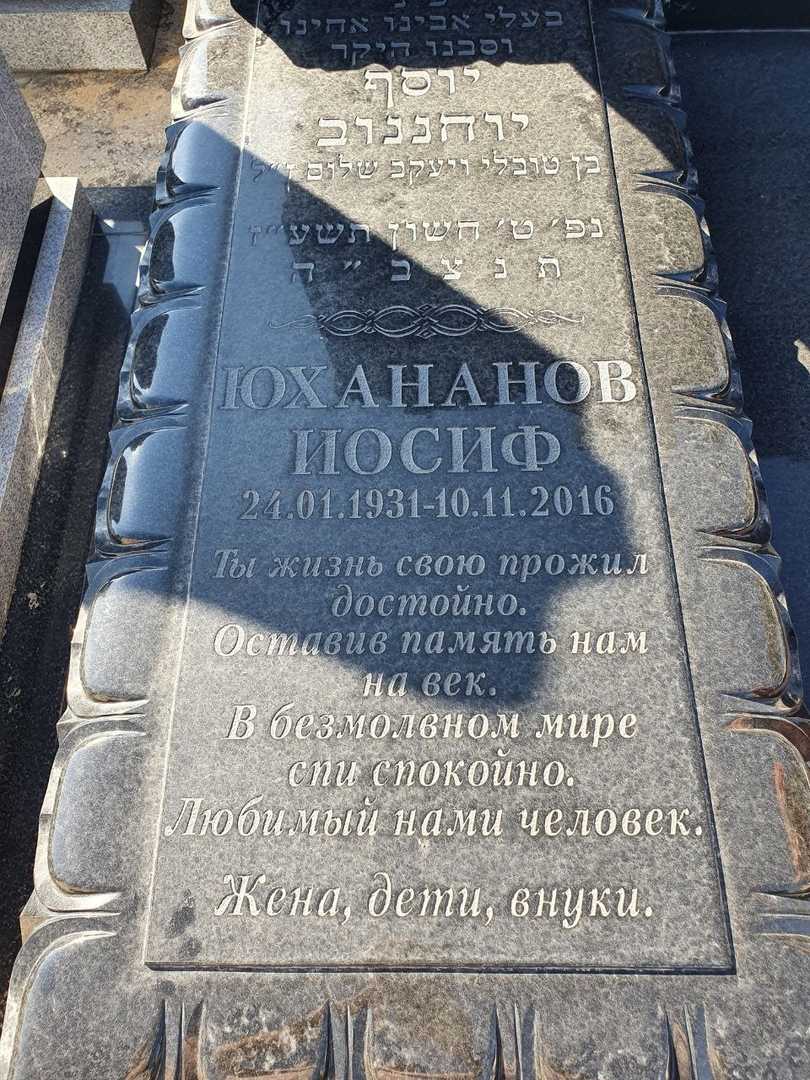 פ״נ
בעלי אבינו אחינו
וסבנו היקר
יוסף
יוחננוב
בן טובלי ויעקב שלום ז״ל
נפ׳ ט׳ חשון תשע״ז
ת נ צ ב ״ ה
ЮХАНАНОВ
ИОСИФ
24.01.1931-10.11.2016
Ты жизнь свою прожил
достойно.
Оставив память нам
на век.
В безмолвном мире
спи спокойно.
Любимый нами человек.
Жена, дети, внуки.